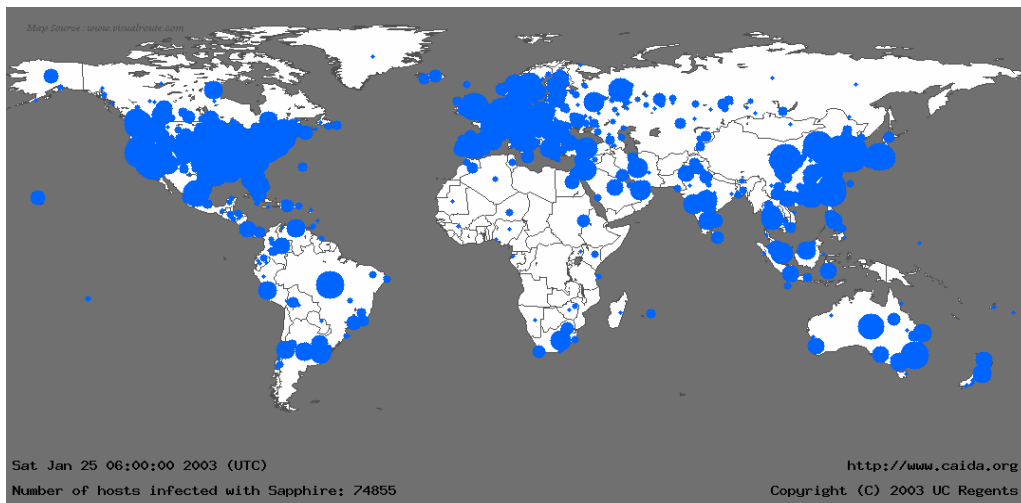 Map Source : www.visualroute.com
Sat Jan 25 06:00:00 2003 (UTC)
http://www.caida.org
Number of hosts infected with Sapphire: 74855
Copyright (C) 2003 UC Regents